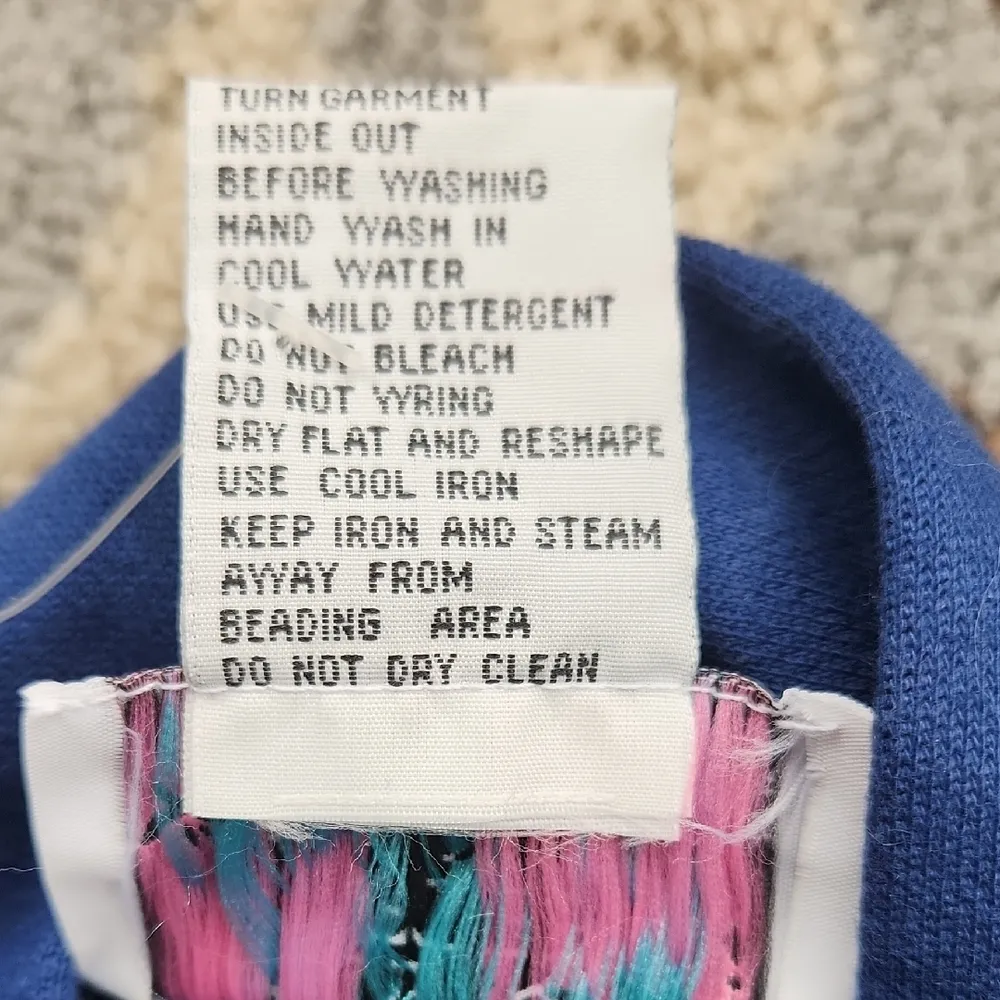 TURN GARMENT
INSIDE OUT
BEFORE WASHING
HAND WASH IN
COOL WATER
USE MILD DETERGENT
DO NOT BLEACH
DO NOT WRING
DRY FLAT AND RESHAPE
USE COOL IRON
KEEP IRON AND STEAM
AWAY FROM
BEADING AREA
DO NOT DRY CLEAN